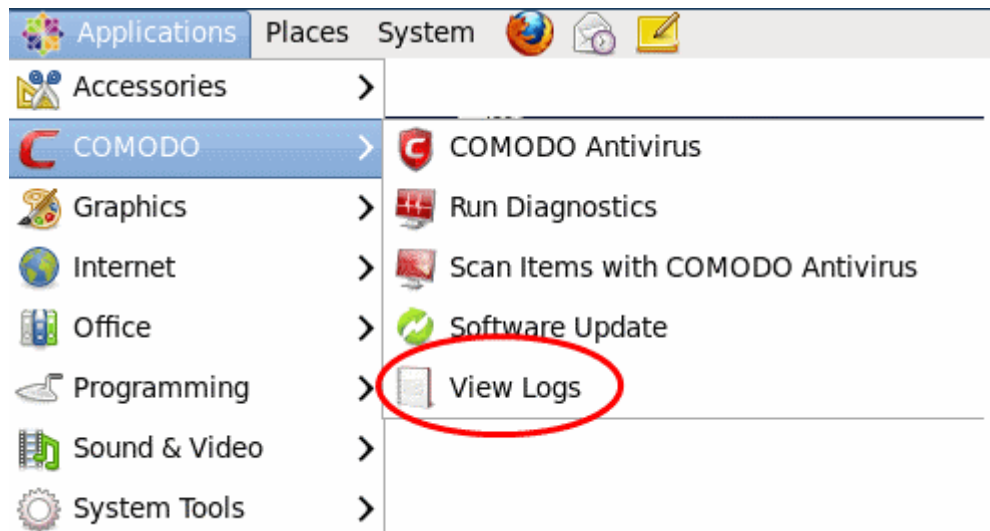 Applications Places System
Accessories
COMODO
Graphics
Internet
Office
Programming
Sound & Video
System Tools
COMODO Antivirus
Run Diagnostics
Scan Items with COMODO Antivirus
Software Update
View Logs